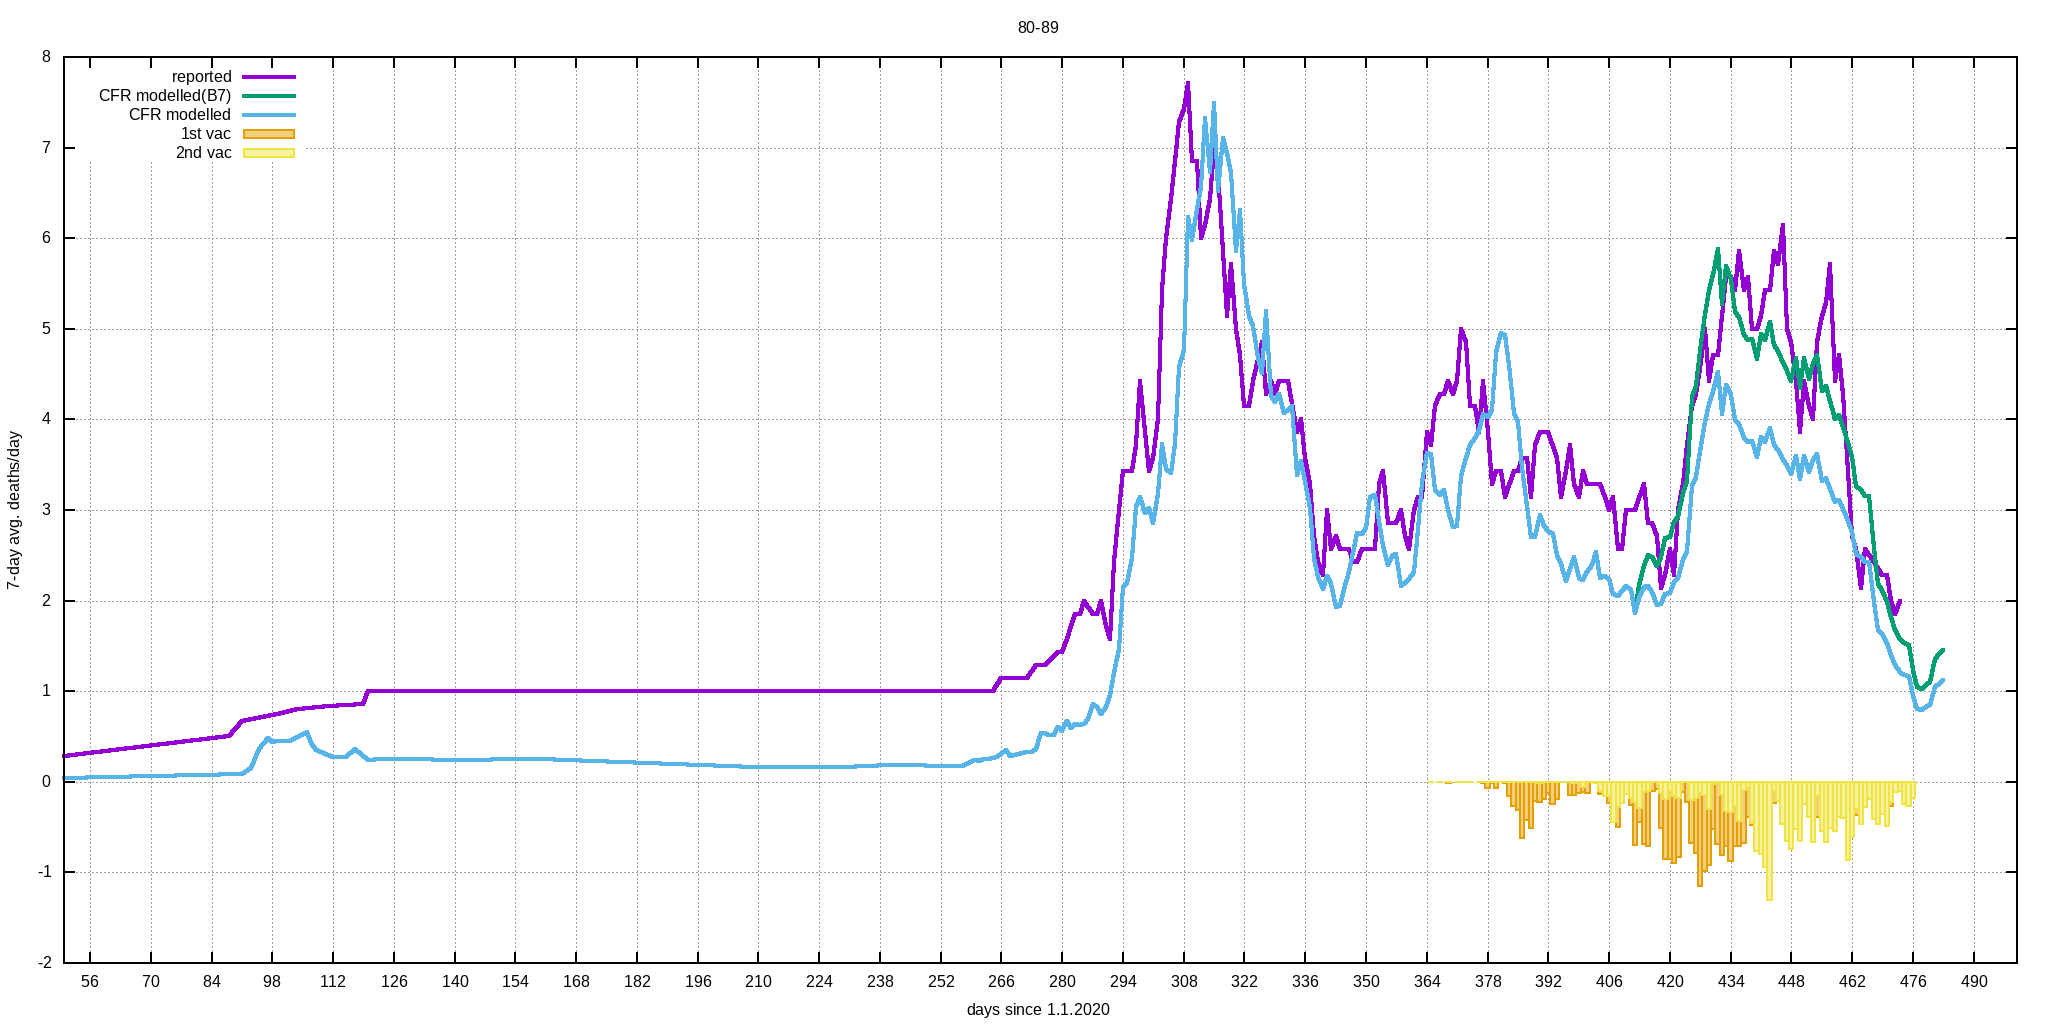 80-89
8
7
6
5
4
3
2
1
0
-1
-2
7-day avg. deaths/day
reported
CFR modelled(B7)
CFR modelled
1st vac
2nd vac
56 70 84 98 112 126 140 154 168 182 196 210 224 238 252 266 280 294 308 322 336 350 364 378 392 406 420 434 448 462 476 490
days since 1.1.2020